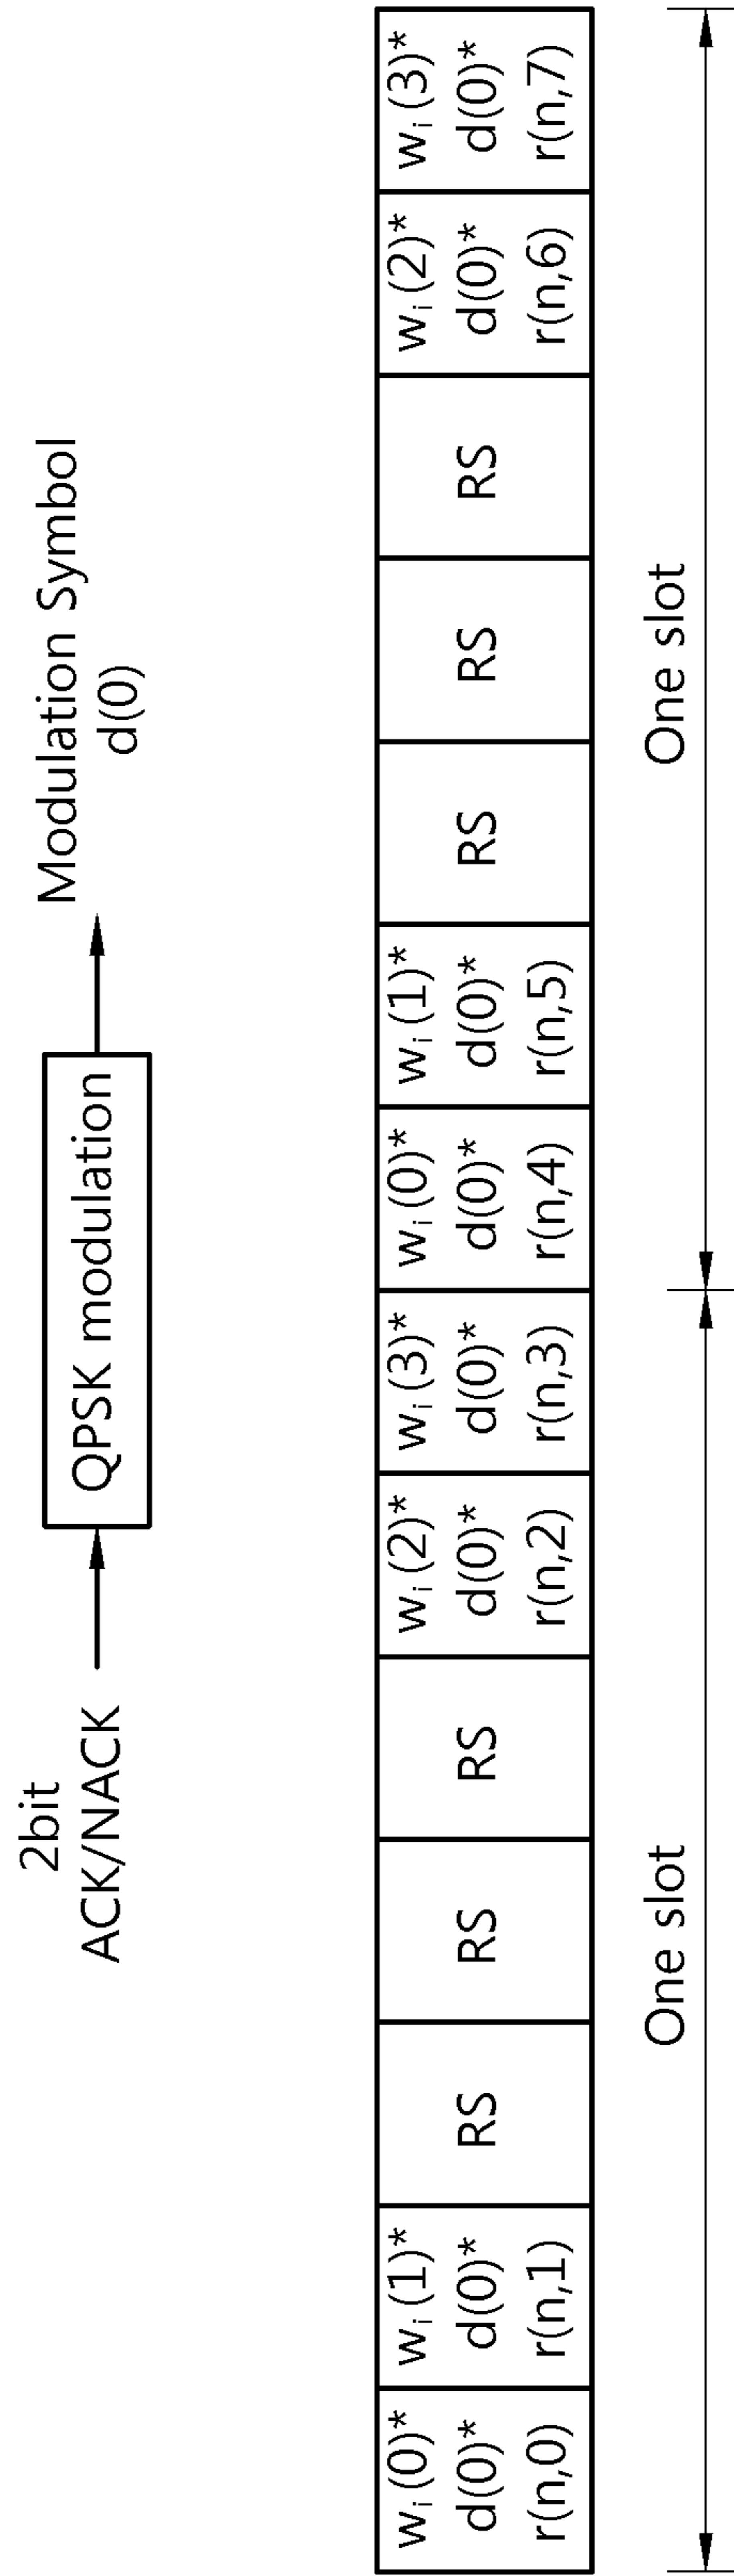 2bit
ACK/NACK
QPSK modulation
Modulation Symbol
d(0)
wᵢ(0)*
d(0)*
r(n,0)
wᵢ(1)*
d(0)*
r(n,1)
RS
RS
RS
wᵢ(2)*
d(0)*
r(n,2)
wᵢ(3)*
d(0)*
r(n,3)
wᵢ(0)*
d(0)*
r(n,4)
wᵢ(1)*
d(0)*
r(n,5)
RS
RS
RS
wᵢ(2)*
d(0)*
r(n,6)
wᵢ(3)*
d(0)*
r(n,7)
One slot
One slot